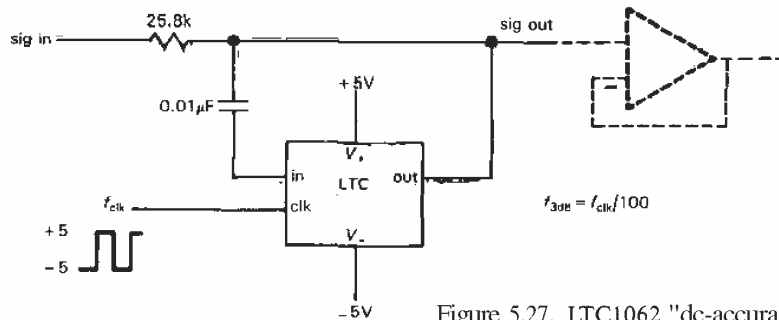 25.8k
sig in
sig out
0.01μF
+5V
V+
in
LTC
out
clk
fclk
f3dB = fclk/100
+5
-5
V-
-5V
Figure 5.27. LTC1062 "dc-accura